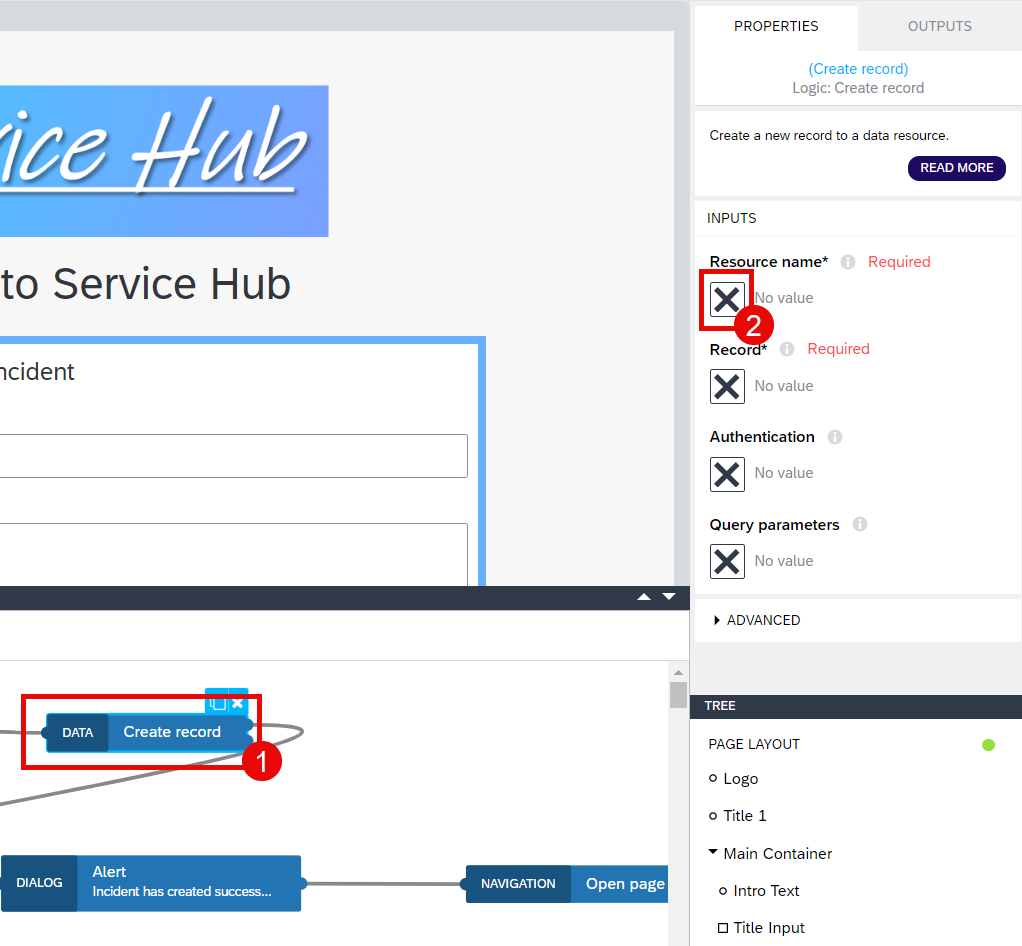 vice Hub
to Service Hub
ncident
PROPERTIES
OUTPUTS
(Create record)
Logic: Create record
Create a new record to a data resource.
READ MORE
INPUTS
Resource name*
Required
No value
2
Record*
Required
No value
Authentication
No value
Query parameters
No value
ADVANCED
DATA
Create record
1
DIALOG
Alert
Incident has created success...
NAVIGATION
Open page
TREE
PAGE LAYOUT
Logo
Title 1
Main Container
Intro Text
Title Input